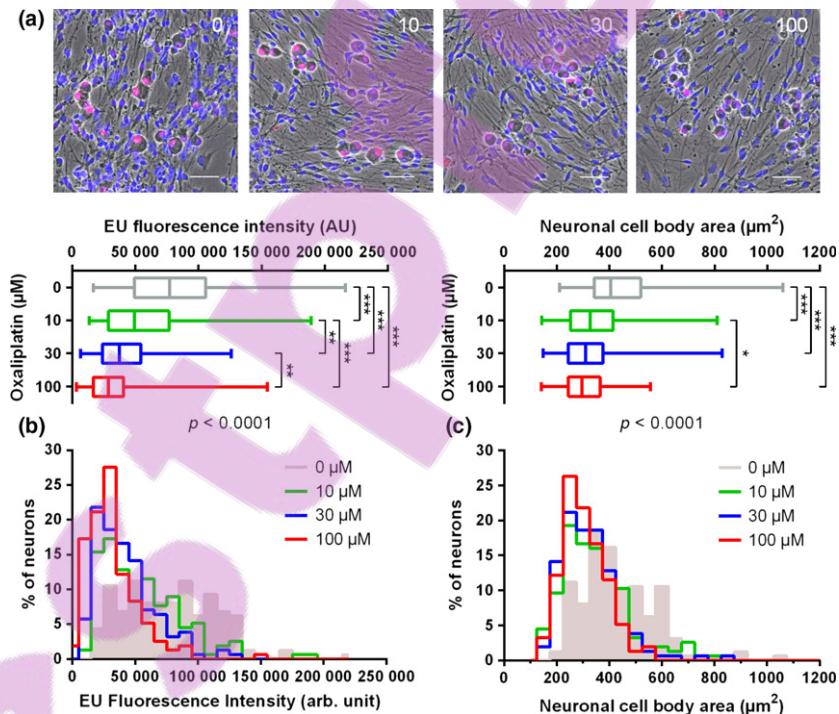 (a)
0 10 30 100
EU fluorescence intensity (AU)
0 50 000 100 000 150 000 200 000 250 000
Oxaliplatin (µM)
0
10
30
100
***
**
***
***
**
***
p < 0.0001
Neuronal cell body area (µm²)
0 200 400 600 800 1000 1200
Oxaliplatin (µM)
0
10
30
100
*
***
***
***
p < 0.0001
(b)
% of neurons
30
25
20
15
10
5
0
0 µM
10 µM
30 µM
100 µM
0 50 000 100 000 150 000 200 000 250 000
EU Fluorescence Intensity (arb. unit)
(c)
% of neurons
30
25
20
15
10
5
0
0 µM
10 µM
30 µM
100 µM
0 200 400 600 800 1000 1200
Neuronal cell body area (µm²)